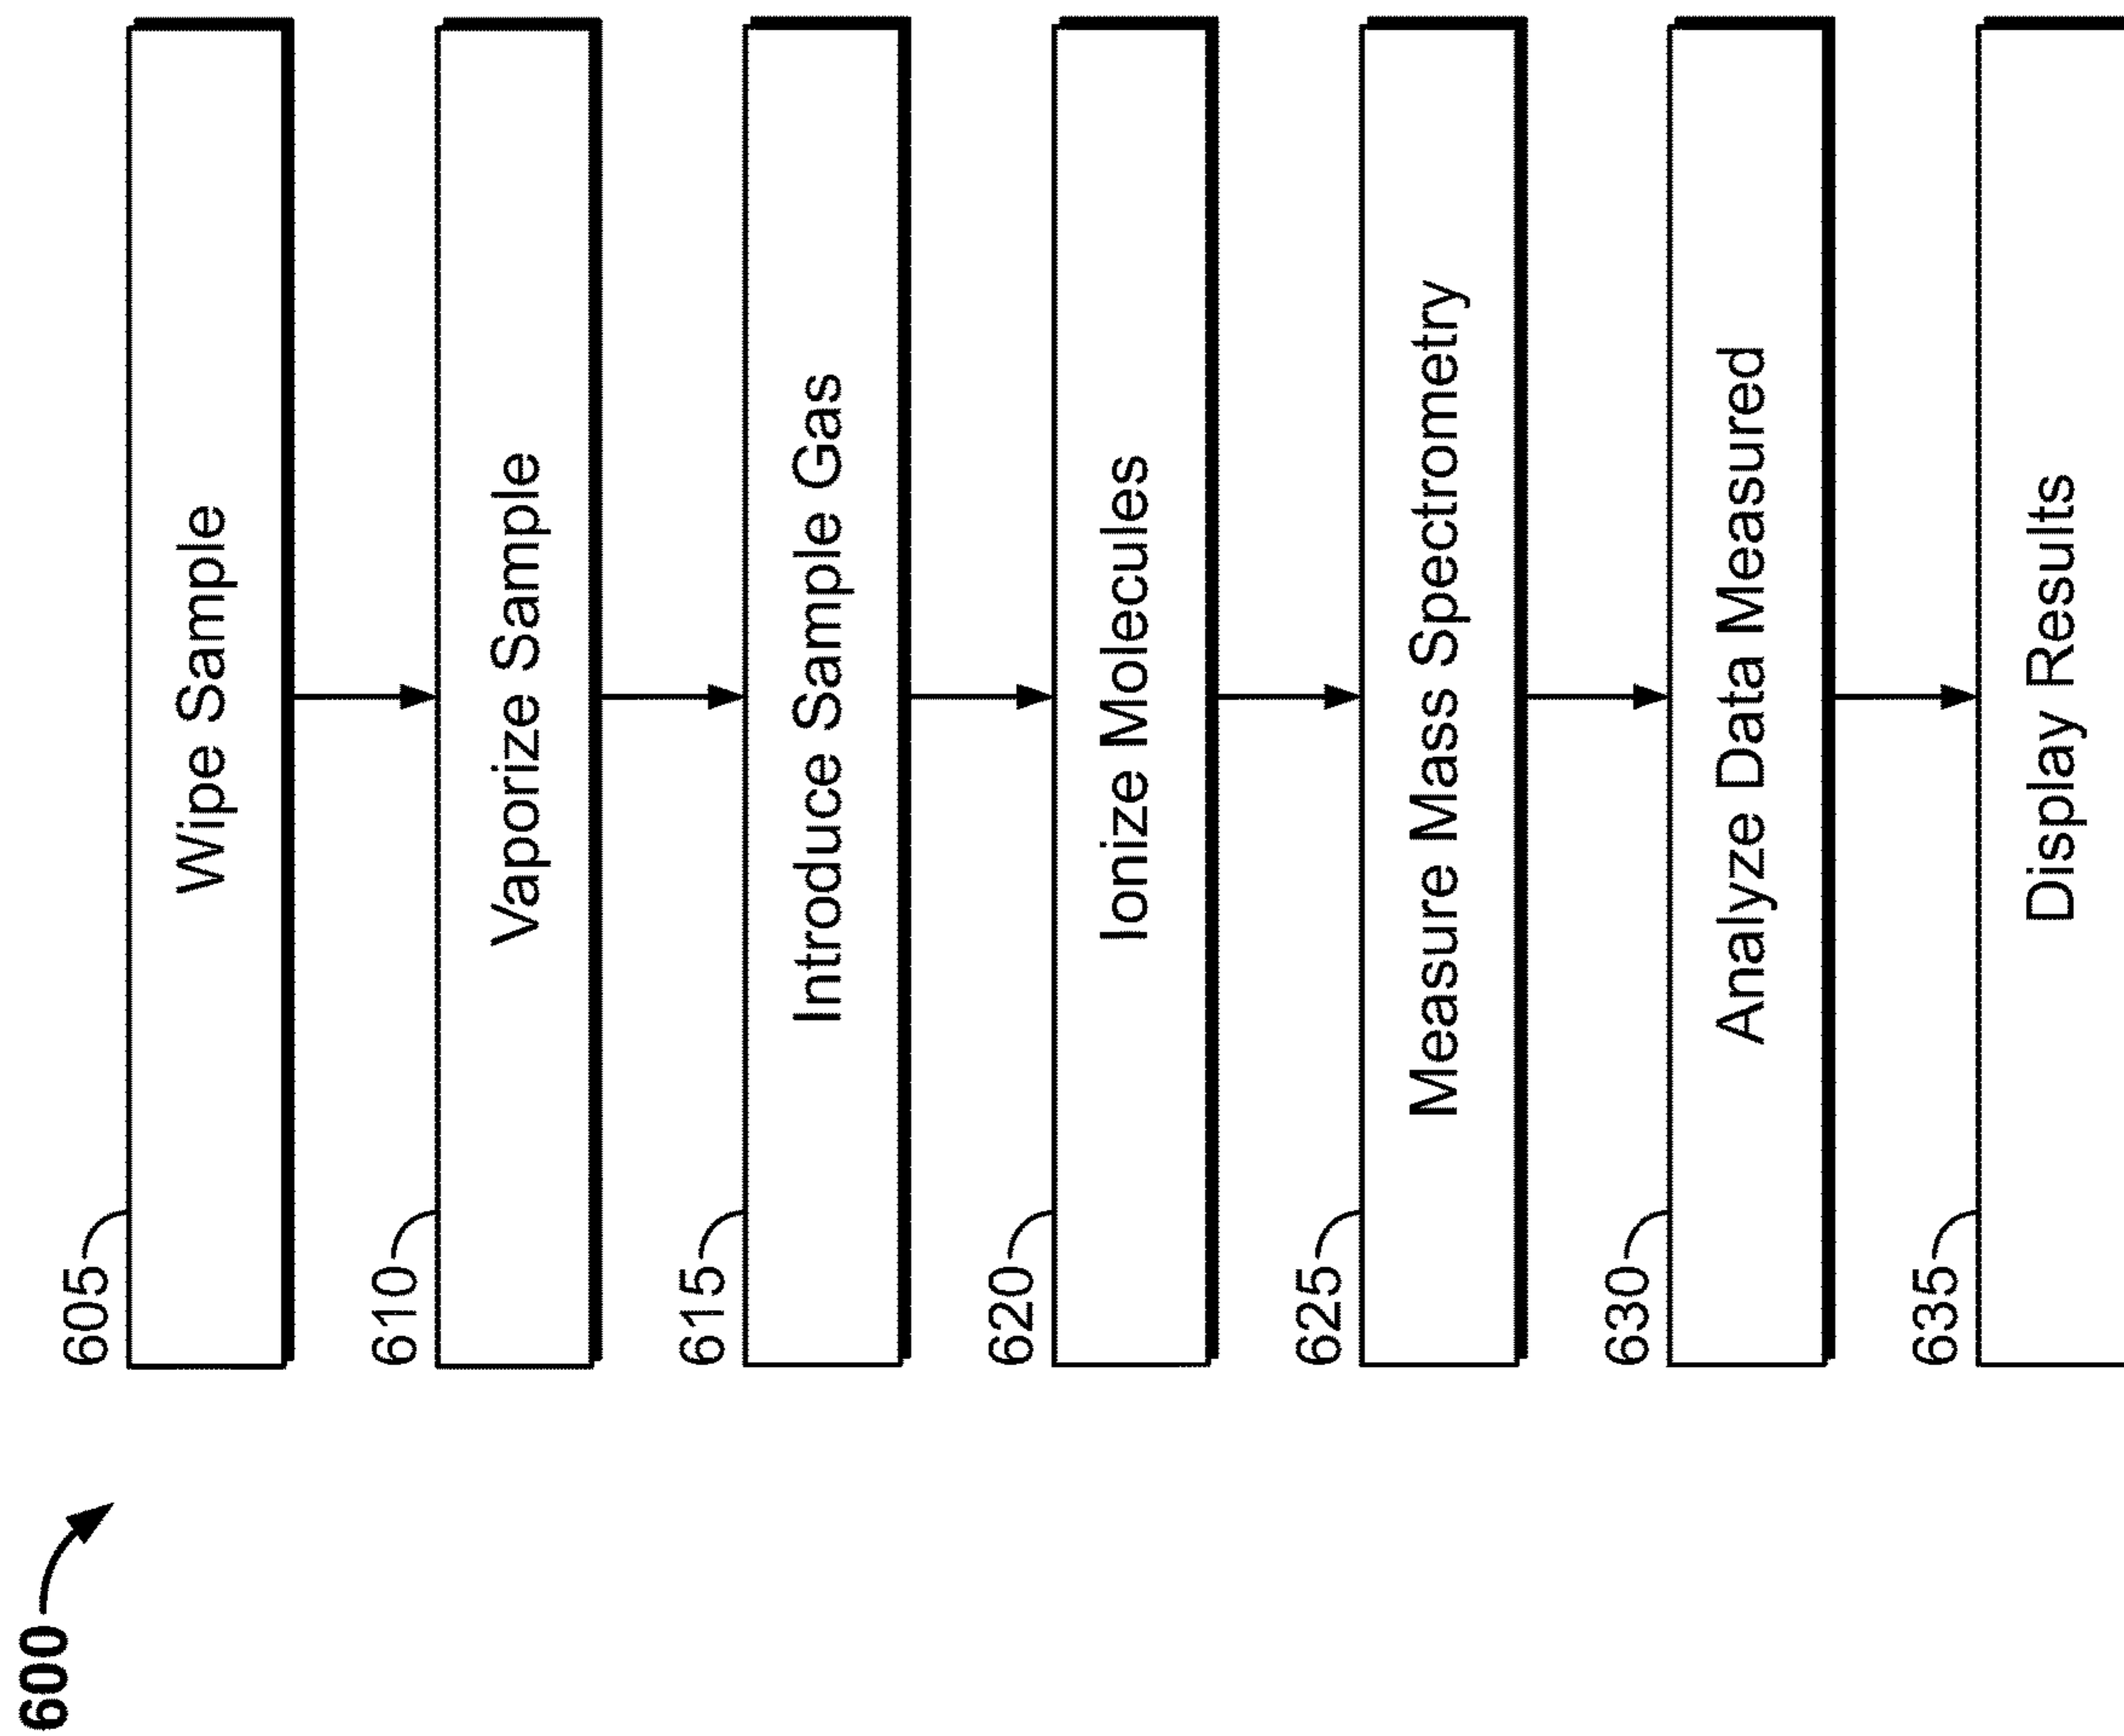 600
605
Wipe Sample
610
Vaporize Sample
615
Introduce Sample Gas
620
Ionize Molecules
625
Measure Mass Spectrometry
630
Analyze Data Measured
635
Display Results